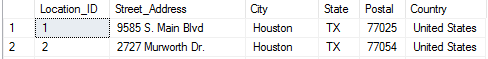 Location_ID Street_Address City State Postal Country
1 1 9585 S. Main Blvd Houston TX 77025 United States
2 2 2727 Murworth Dr. Houston TX 77054 United States